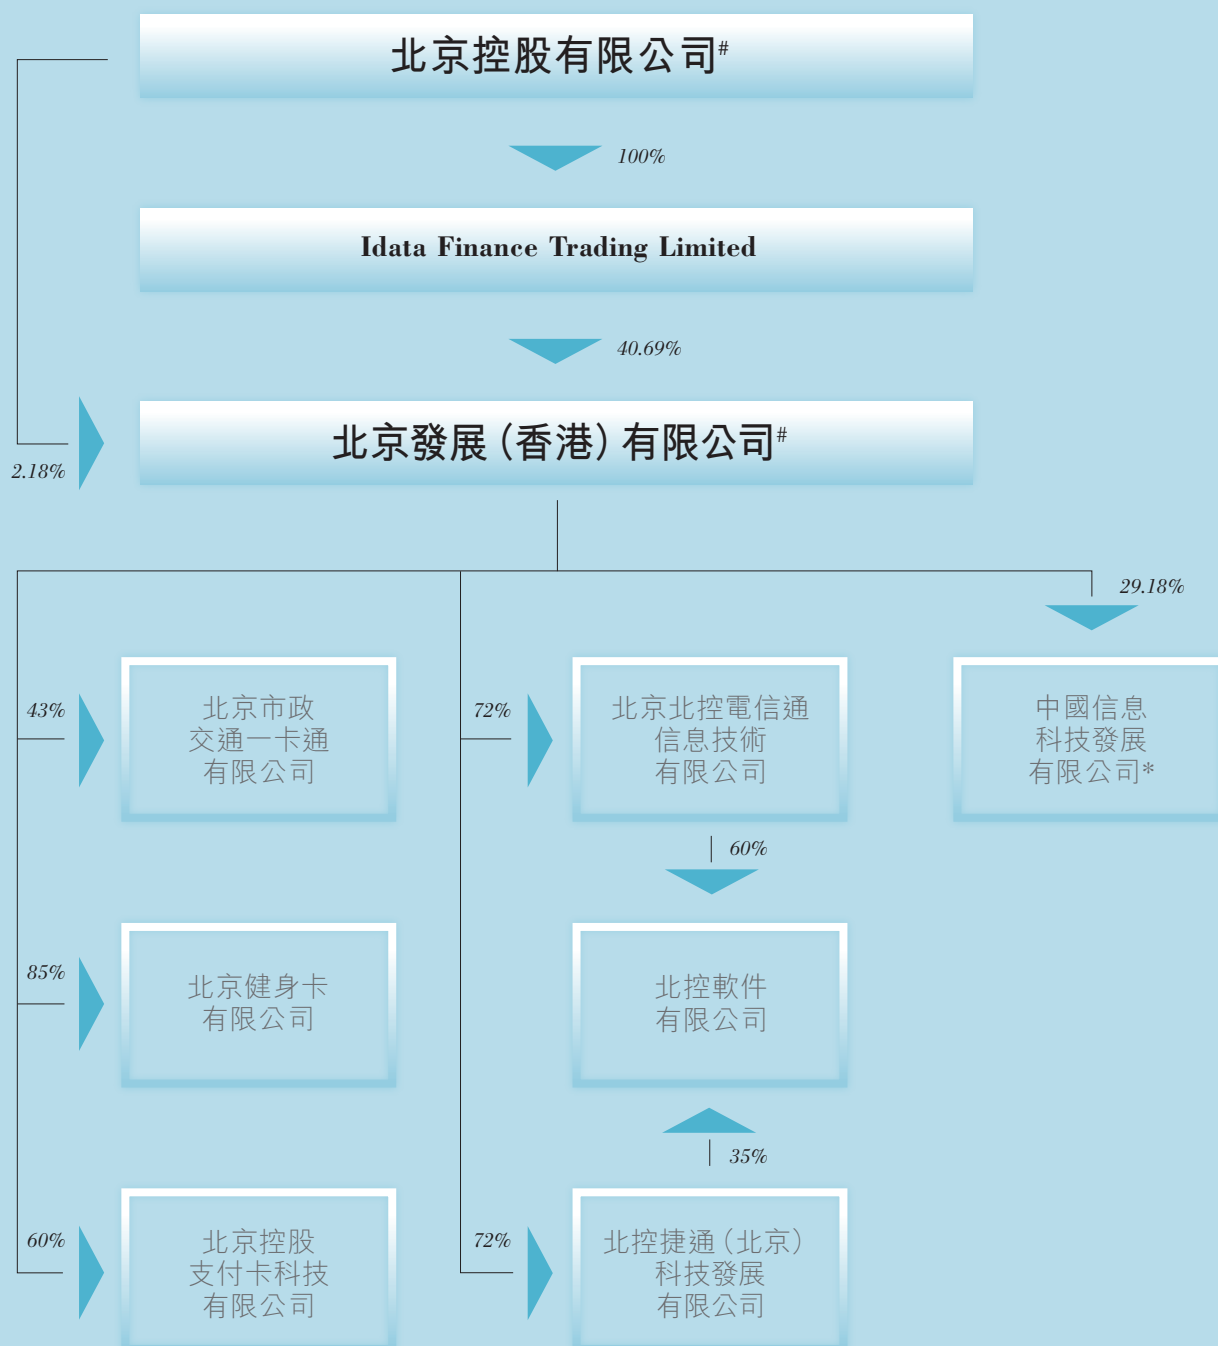 北京控股有限公司#
100%
Idata Finance Trading Limited
40.69%
北京發展（香港）有限公司#
2.18%
29.18%
43%
北京市政
交通一卡通
有限公司
72%
北京北控電信通
信息技術
有限公司
中國信息
科技發展
有限公司*
60%
85%
北京健身卡
有限公司
北控軟件
有限公司
35%
60%
北京控股
支付卡科技
有限公司
72%
北控捷通（北京）
科技發展
有限公司